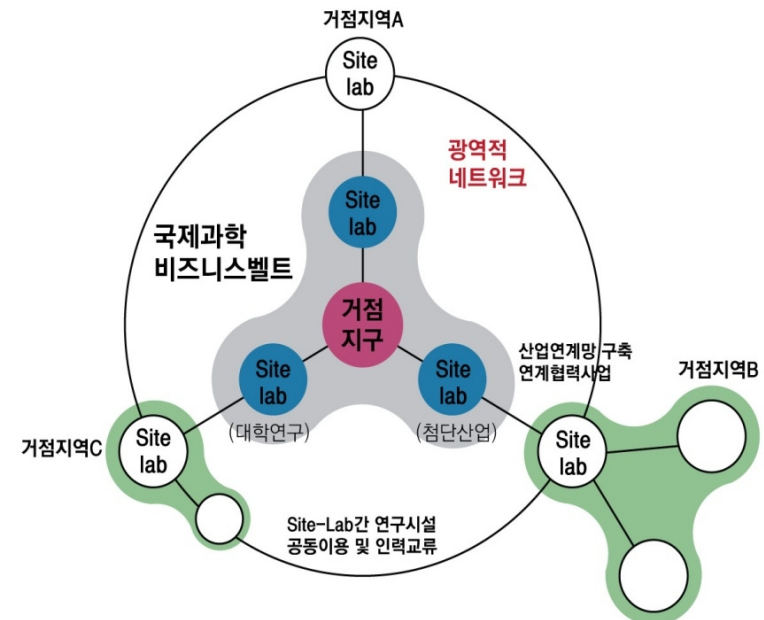 거점지역A
Site
lab
광역적
네트워크
Site
lab
국제과학
비즈니스벨트
거점
지구
산업연계망 구축
연계협력사업
거점지역B
Site
lab
(대학연구)
Site
lab
(첨단산업)
거점지역C
Site
lab
Site
lab
Site-Lab간 연구시설
공동이용 및 인력교류